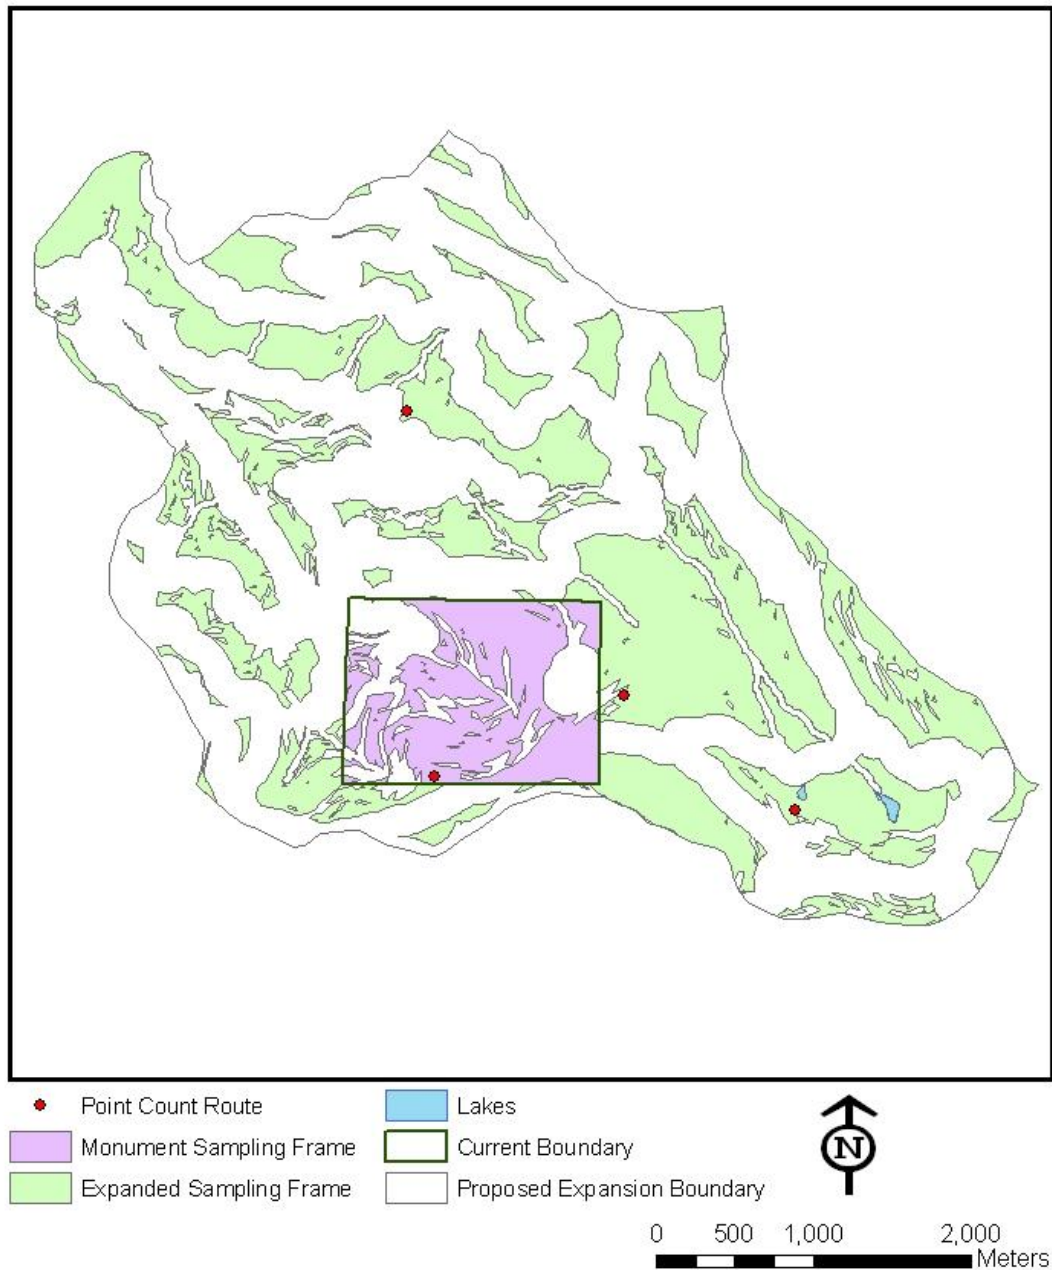 Point Count Route
Lakes
Monument Sampling Frame
Current Boundary
Expanded Sampling Frame
Proposed Expansion Boundary
N
0 500 1,000 2,000
Meters